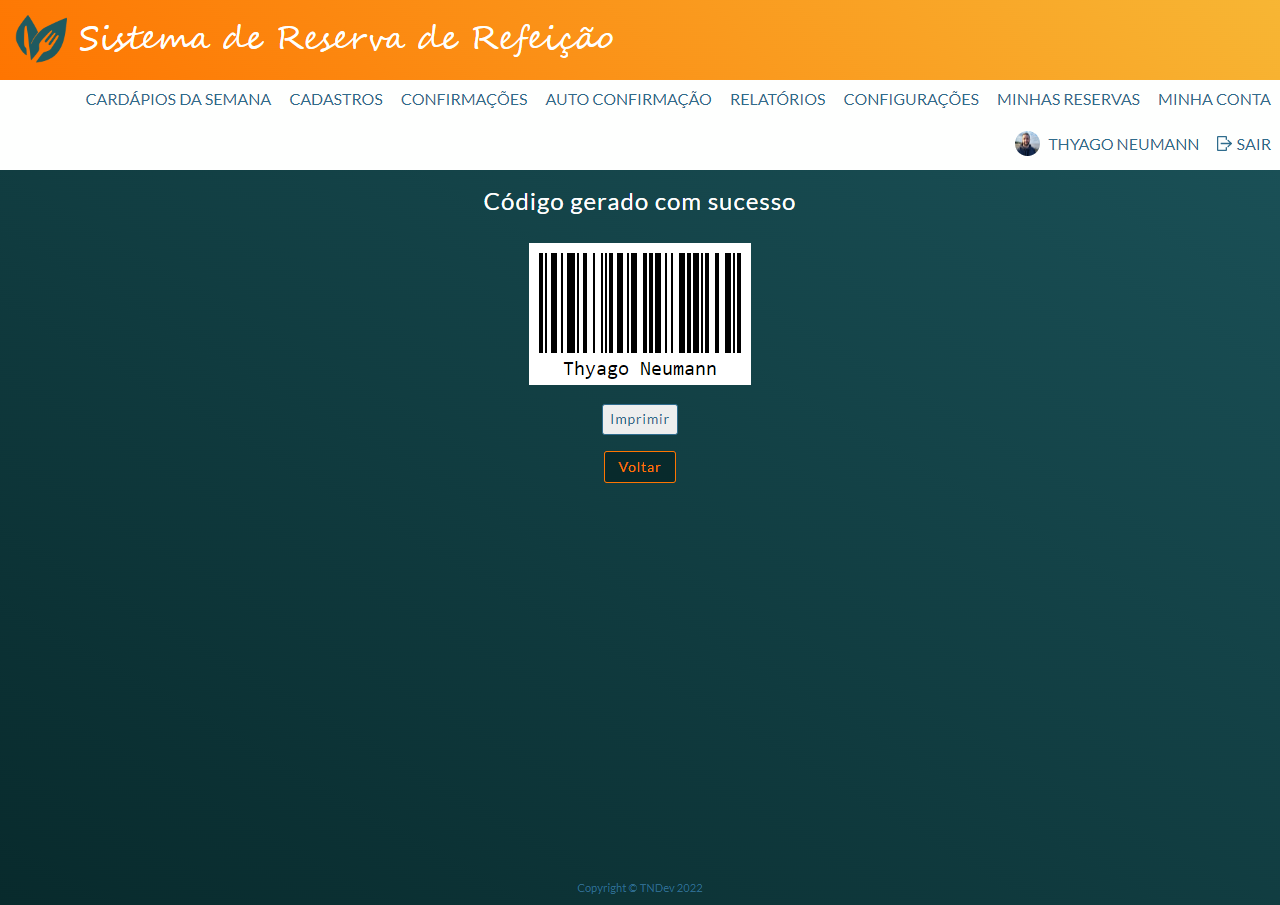 Sistema de Reserva de Refeição
CARDÁPIOS DA SEMANA CADASTROS CONFIRMAÇÕES AUTO CONFIRMAÇÃO RELATÓRIOS CONFIGURAÇÕES MINHAS RESERVAS MINHA CONTA
THYAGO NEUMANN SAIR
Código gerado com sucesso
Thyago Neumann
Imprimir
Voltar
Copyright © TNDev 2022